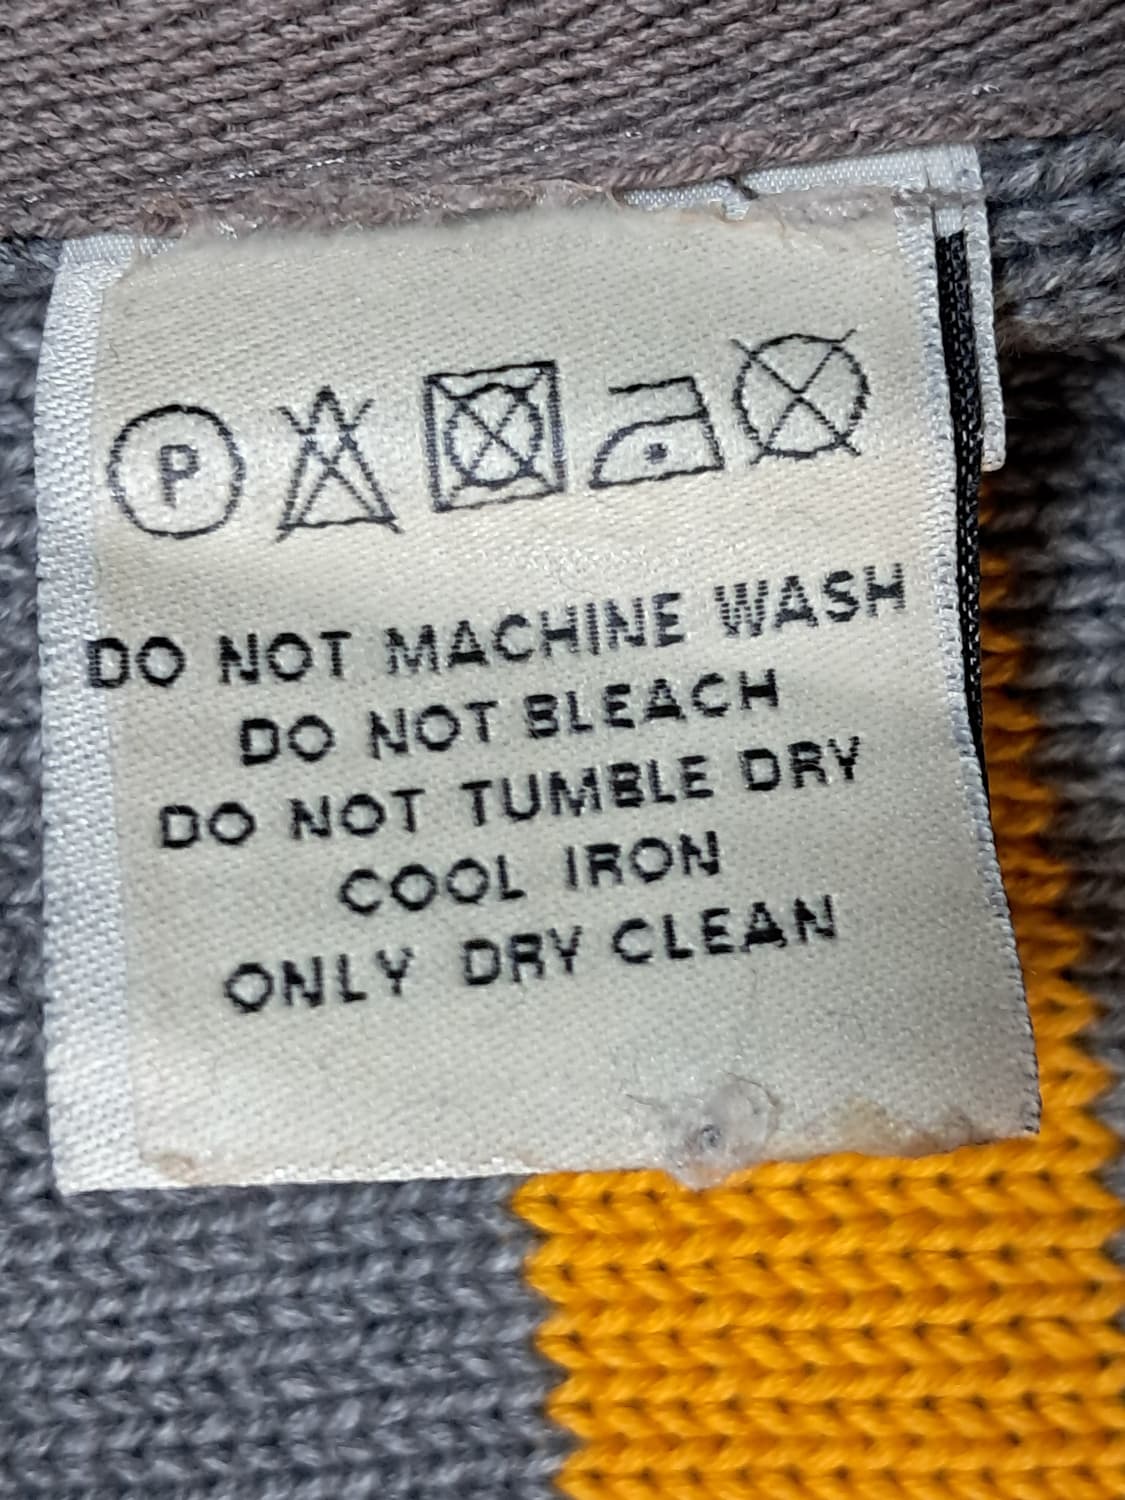 P
DO NOT MACHINE WASH
DO NOT BLEACH
DO NOT TUMBLE DRY
COOL IRON
ONLY DRY CLEAN